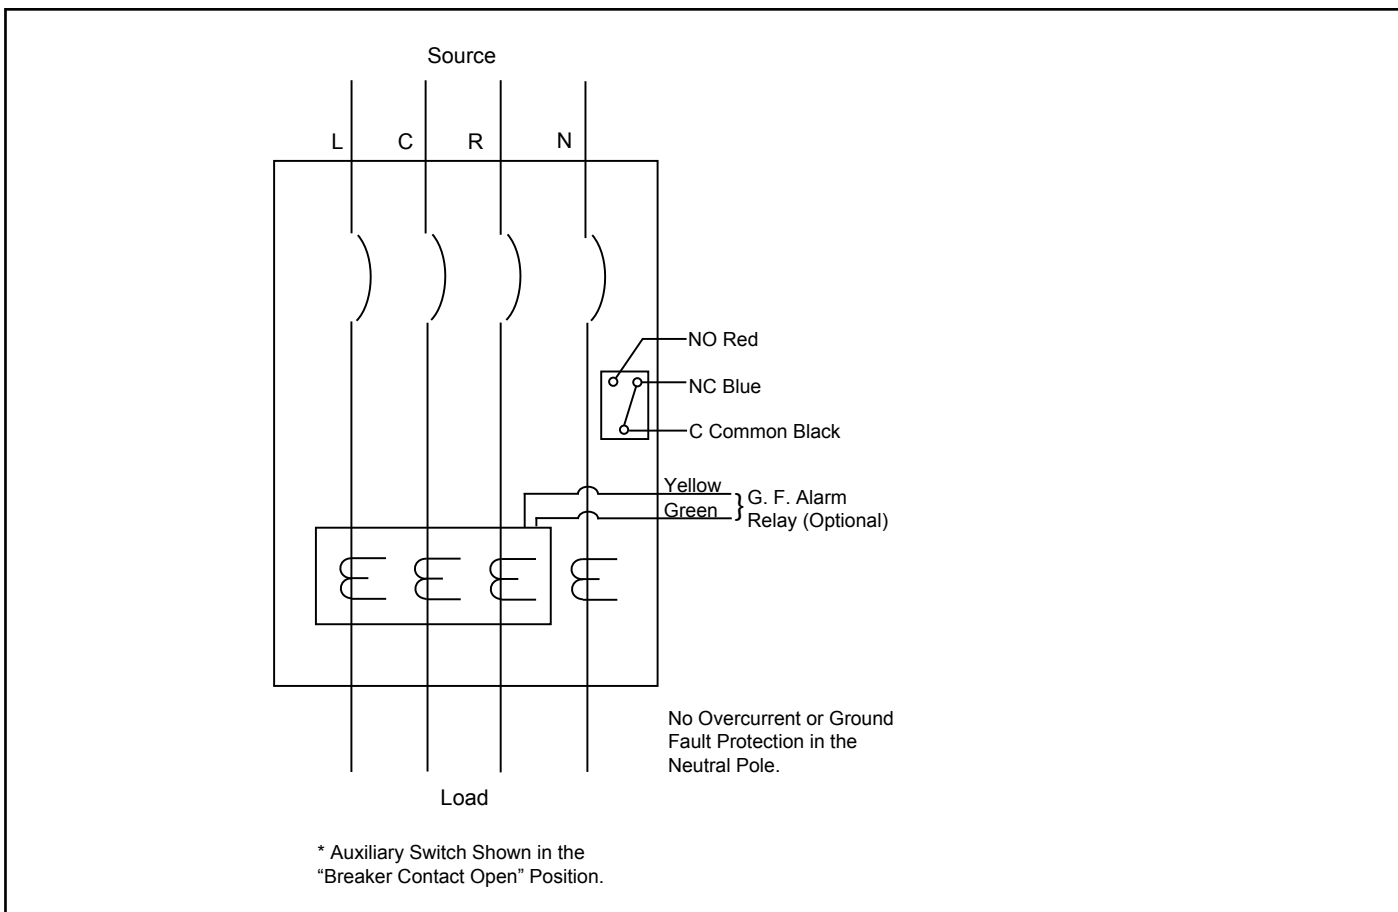 Source
L C R N
NO Red
NC Blue
C Common Black
Yellow
Green
G. F. Alarm
Relay (Optional)
No Overcurrent or Ground
Fault Protection in the
Neutral Pole.
Load
* Auxiliary Switch Shown in the
“Breaker Contact Open” Position.